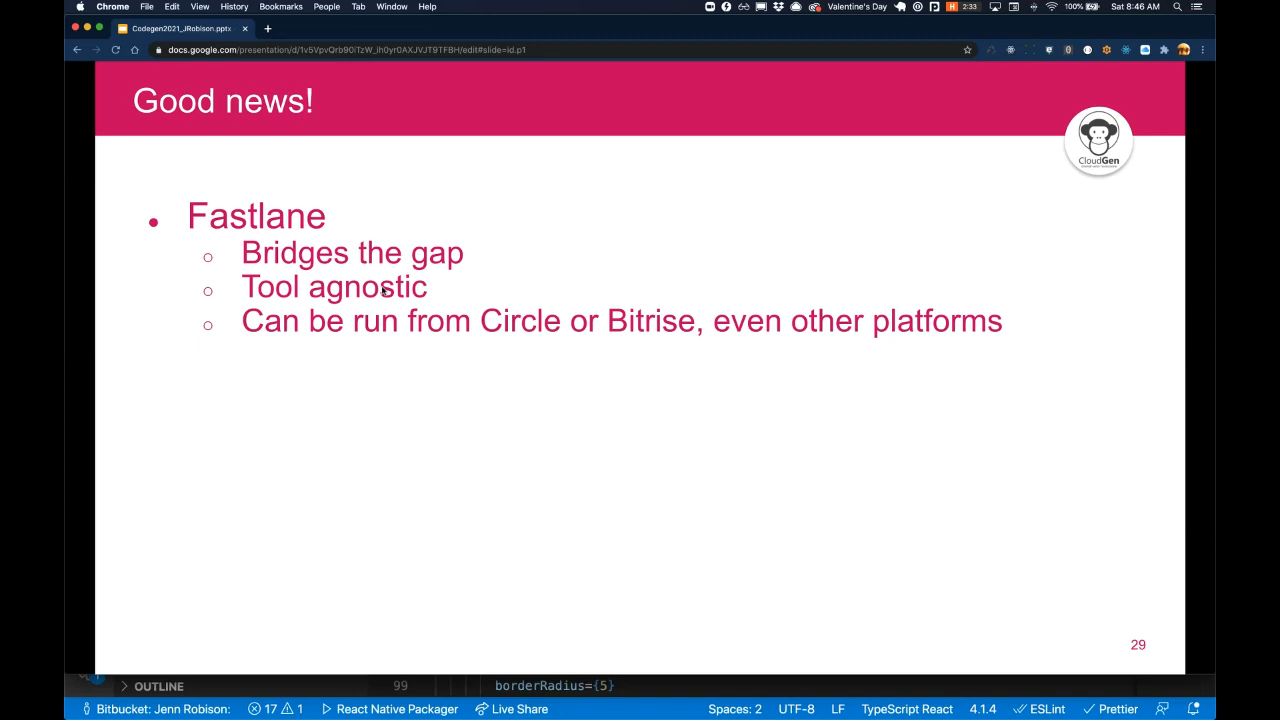 Chrome File Edit View History Bookmarks People Tab Window Help Valentine's Day 2:33 100% Sat 8:46 AM
Codegen2021_JRobison.pptx
Good news!
CloudGen
• Fastlane
○ Bridges the gap
○ Tool agnostic
○ Can be run from Circle or Bitrise, even other platforms
29
OUTLINE 99 borderRadius={5}
Bitbucket: Jenn Robison: 17 1 React Native Packager Live Share Spaces: 2 UTF-8 LF TypeScript React 4.1.4 ESLint Prettier